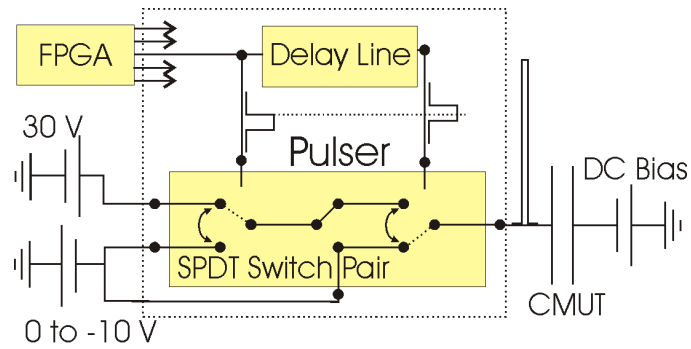 FPGA
Delay Line
30 V
Pulser
DC Bias
SPDT Switch Pair
CMUT
0 to -10 V